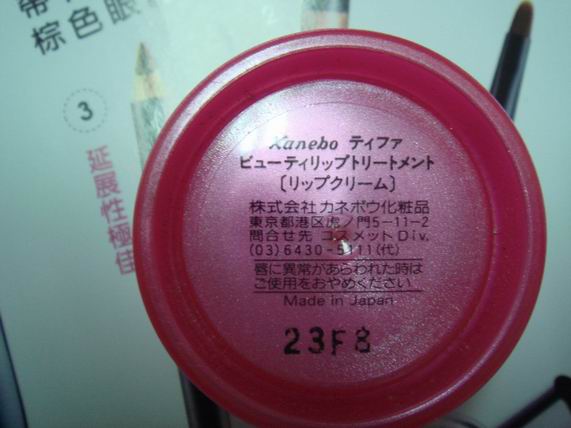 棕色眼
3
延展性極佳
Kanebo ティファ
ビューティリップトリートメント
〔リップクリーム〕
株式会社カネボウ化粧品
東京都港区虎ノ門5-11-2
問合せ先 コスメットDiv.
(03)6430-5111(代)
唇に異常があらわれた時は
ご使用をおやめください
Made in Japan
23F8